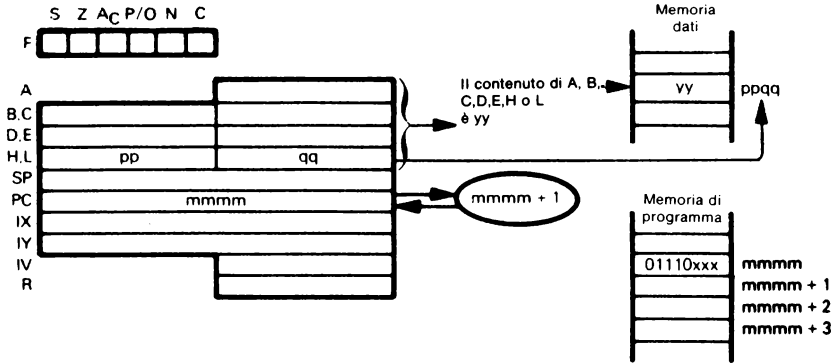 S Z AC P/O N C
F
A
B,C
D,E
H,L pp qq
SP
PC mmmm
IX
IY
IV
R
Il contenuto di A, B,
C,D,E,H o L
è yy
mmmm + 1
Memoria
dati
yy ppqq
Memoria di
programma
01110xxx mmmm
mmmm + 1
mmmm + 2
mmmm + 3